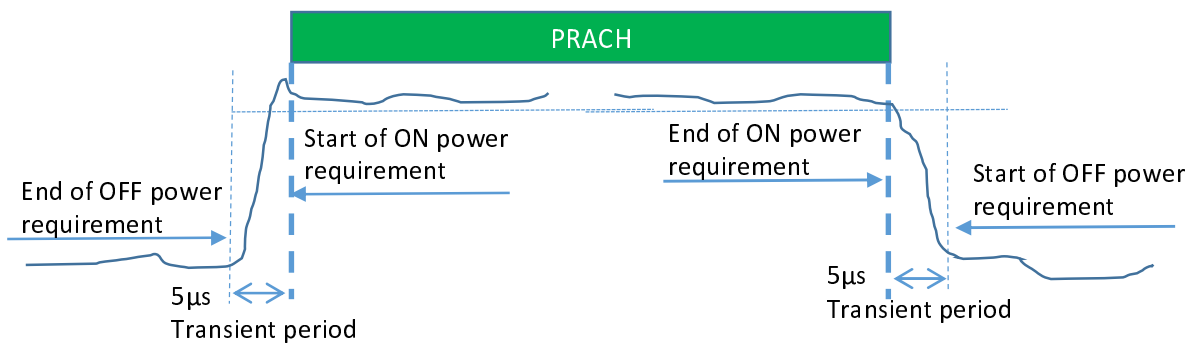 PRACH
Start of ON power
requirement
End of ON power
requirement
End of OFF power
requirement
Start of OFF power
requirement
5µs
Transient period
5µs
Transient period